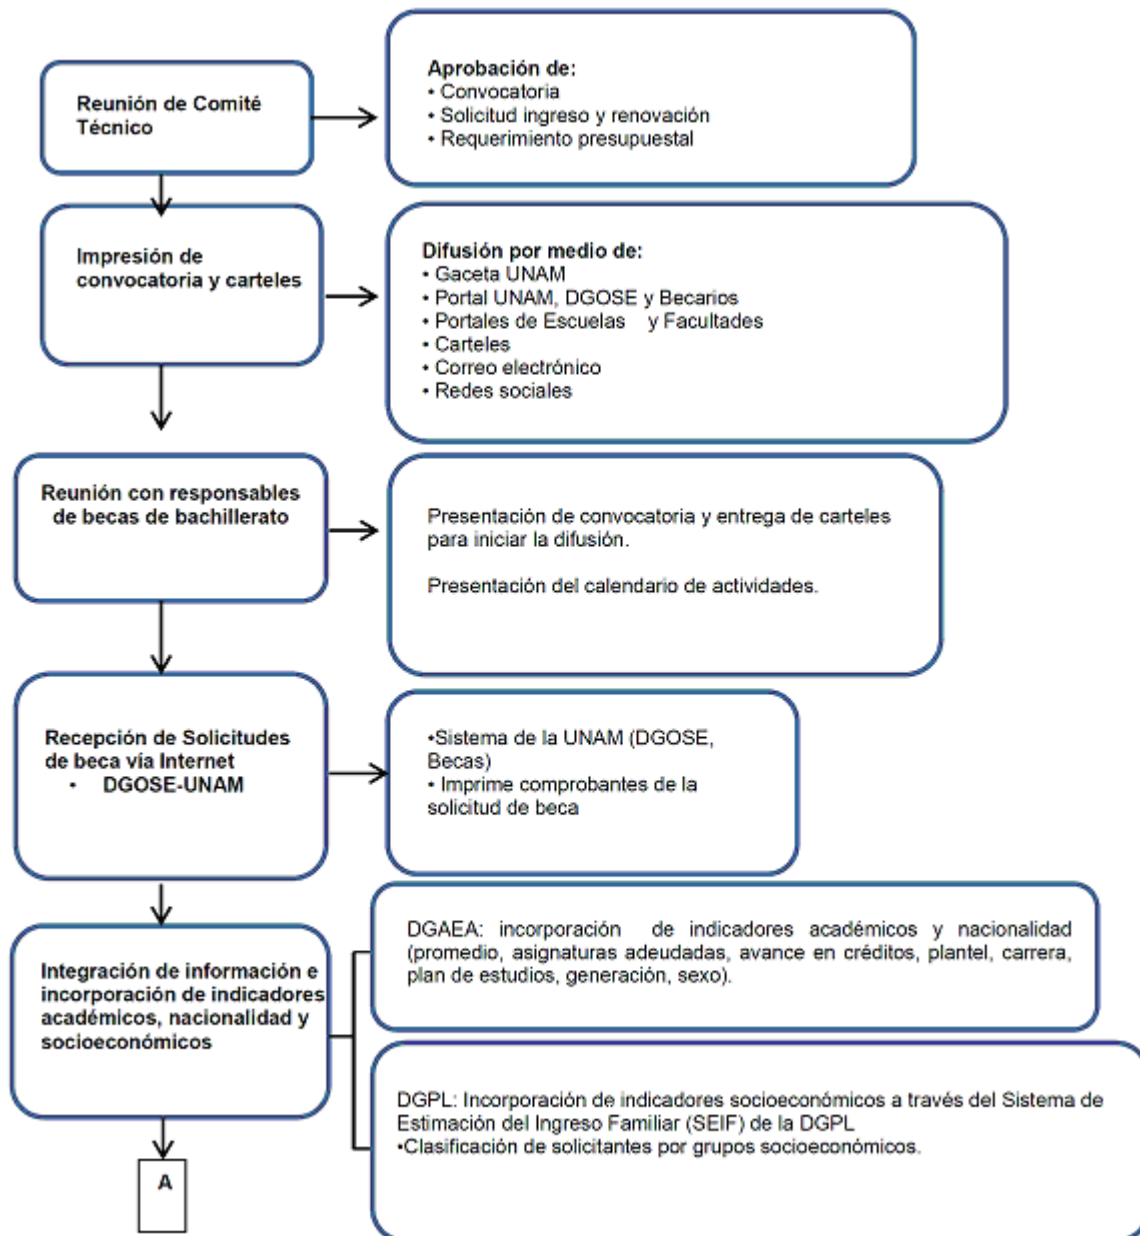 Reunión de Comité
Técnico
Aprobación de:
• Convocatoria
• Solicitud ingreso y renovación
• Requerimiento presupuestal
Impresión de
convocatoria y carteles
Difusión por medio de:
• Gaceta UNAM
• Portal UNAM, DGOSE y Becarios
• Portales de Escuelas y Facultades
• Carteles
• Correo electrónico
• Redes sociales
Reunión con responsables
de becas de bachillerato
Presentación de convocatoria y entrega de carteles
para iniciar la difusión.
Presentación del calendario de actividades.
Recepción de Solicitudes
de beca vía Internet
• DGOSE-UNAM
•Sistema de la UNAM (DGOSE,
Becas)
• Imprime comprobantes de la
solicitud de beca
Integración de información e
incorporación de indicadores
académicos, nacionalidad y
socioeconómicos
DGAEA: incorporación de indicadores académicos y nacionalidad
(promedio, asignaturas adeudadas, avance en créditos, plantel, carrera,
plan de estudios, generación, sexo).
DGPL: Incorporación de indicadores socioeconómicos a través del Sistema de
Estimación del Ingreso Familiar (SEIF) de la DGPL
•Clasificación de solicitantes por grupos socioeconómicos.
A